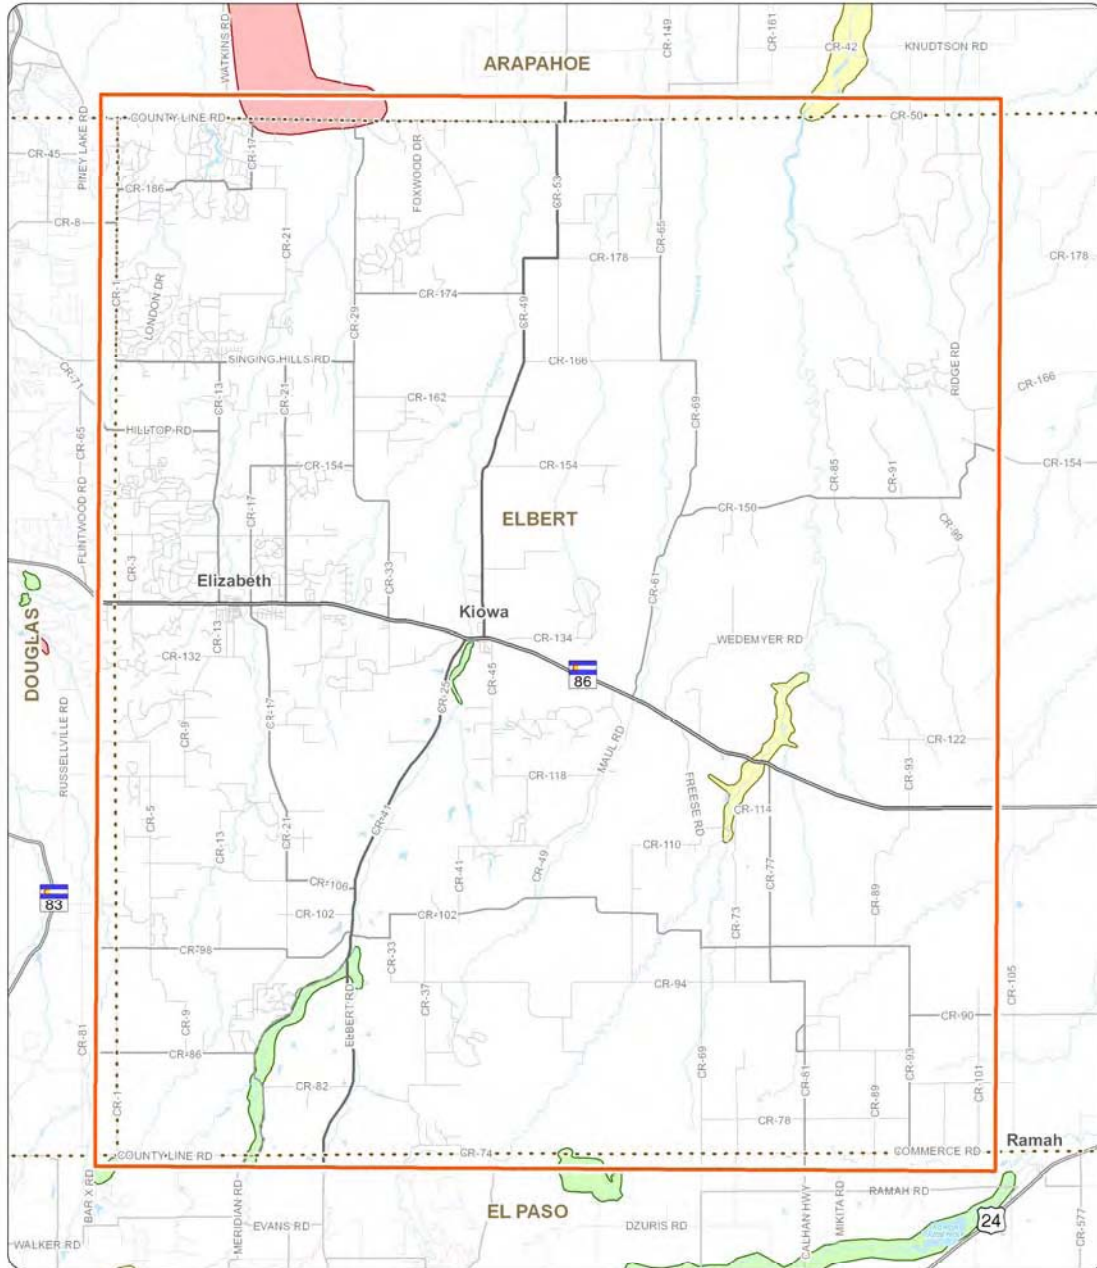 WATKINS RD
CR-149
CR-161
CR-42
KNUDTSON RD
ARAPAHOE
PINEY LAKE RD
COUNTY LINE RD
CR-50
CR-45
CR-17
FOXWOOD DR
CR-53
CR-186
CR-8
CR-21
CR-65
CR-178
CR-178
CR-1
LONDON DR
CR-174
CR-49
CR-29
SINGING HILLS RD
CR-166
RIDGE RD
CR-166
CR-71
CR-13
CR-21
CR-162
CR-69
CR-65
HILLTOP RD
CR-154
CR-154
CR-85
CR-91
CR-154
FLINTWOOD RD
CR-17
CR-150
CR-99
ELBERT
CR-3
Elizabeth
CR-33
CR-61
Kiowa
DOUGLAS
CR-13
CR-134
WEDEMYER RD
CR-132
CR-25
CR-45
86
RUSSELLVILLE RD
CR-9
CR-17
MAUL RD
CR-122
CR-93
CR-118
FREESE RD
CR-114
CR-5
CR-13
CR-21
CR-41
CR-110
CR-41
CR-49
CR-77
83
CR-106
CR-102
CR-102
CR-73
CR-89
CR-98
CR-33
CR-94
CR-105
CR-37
ELBERT RD
CR-9
CR-90
CR-81
CR-86
CR-69
CR-81
CR-93
CR-82
CR-89
CR-101
CR-1
CR-78
COUNTY LINE RD
CR-74
COMMERCE RD
Ramah
BAR X RD
MERIDIAN RD
EL PASO
CALHAN HWY
MIKITA RD
RAMAH RD
EVANS RD
DZURIS RD
24
CR-577
WALKER RD